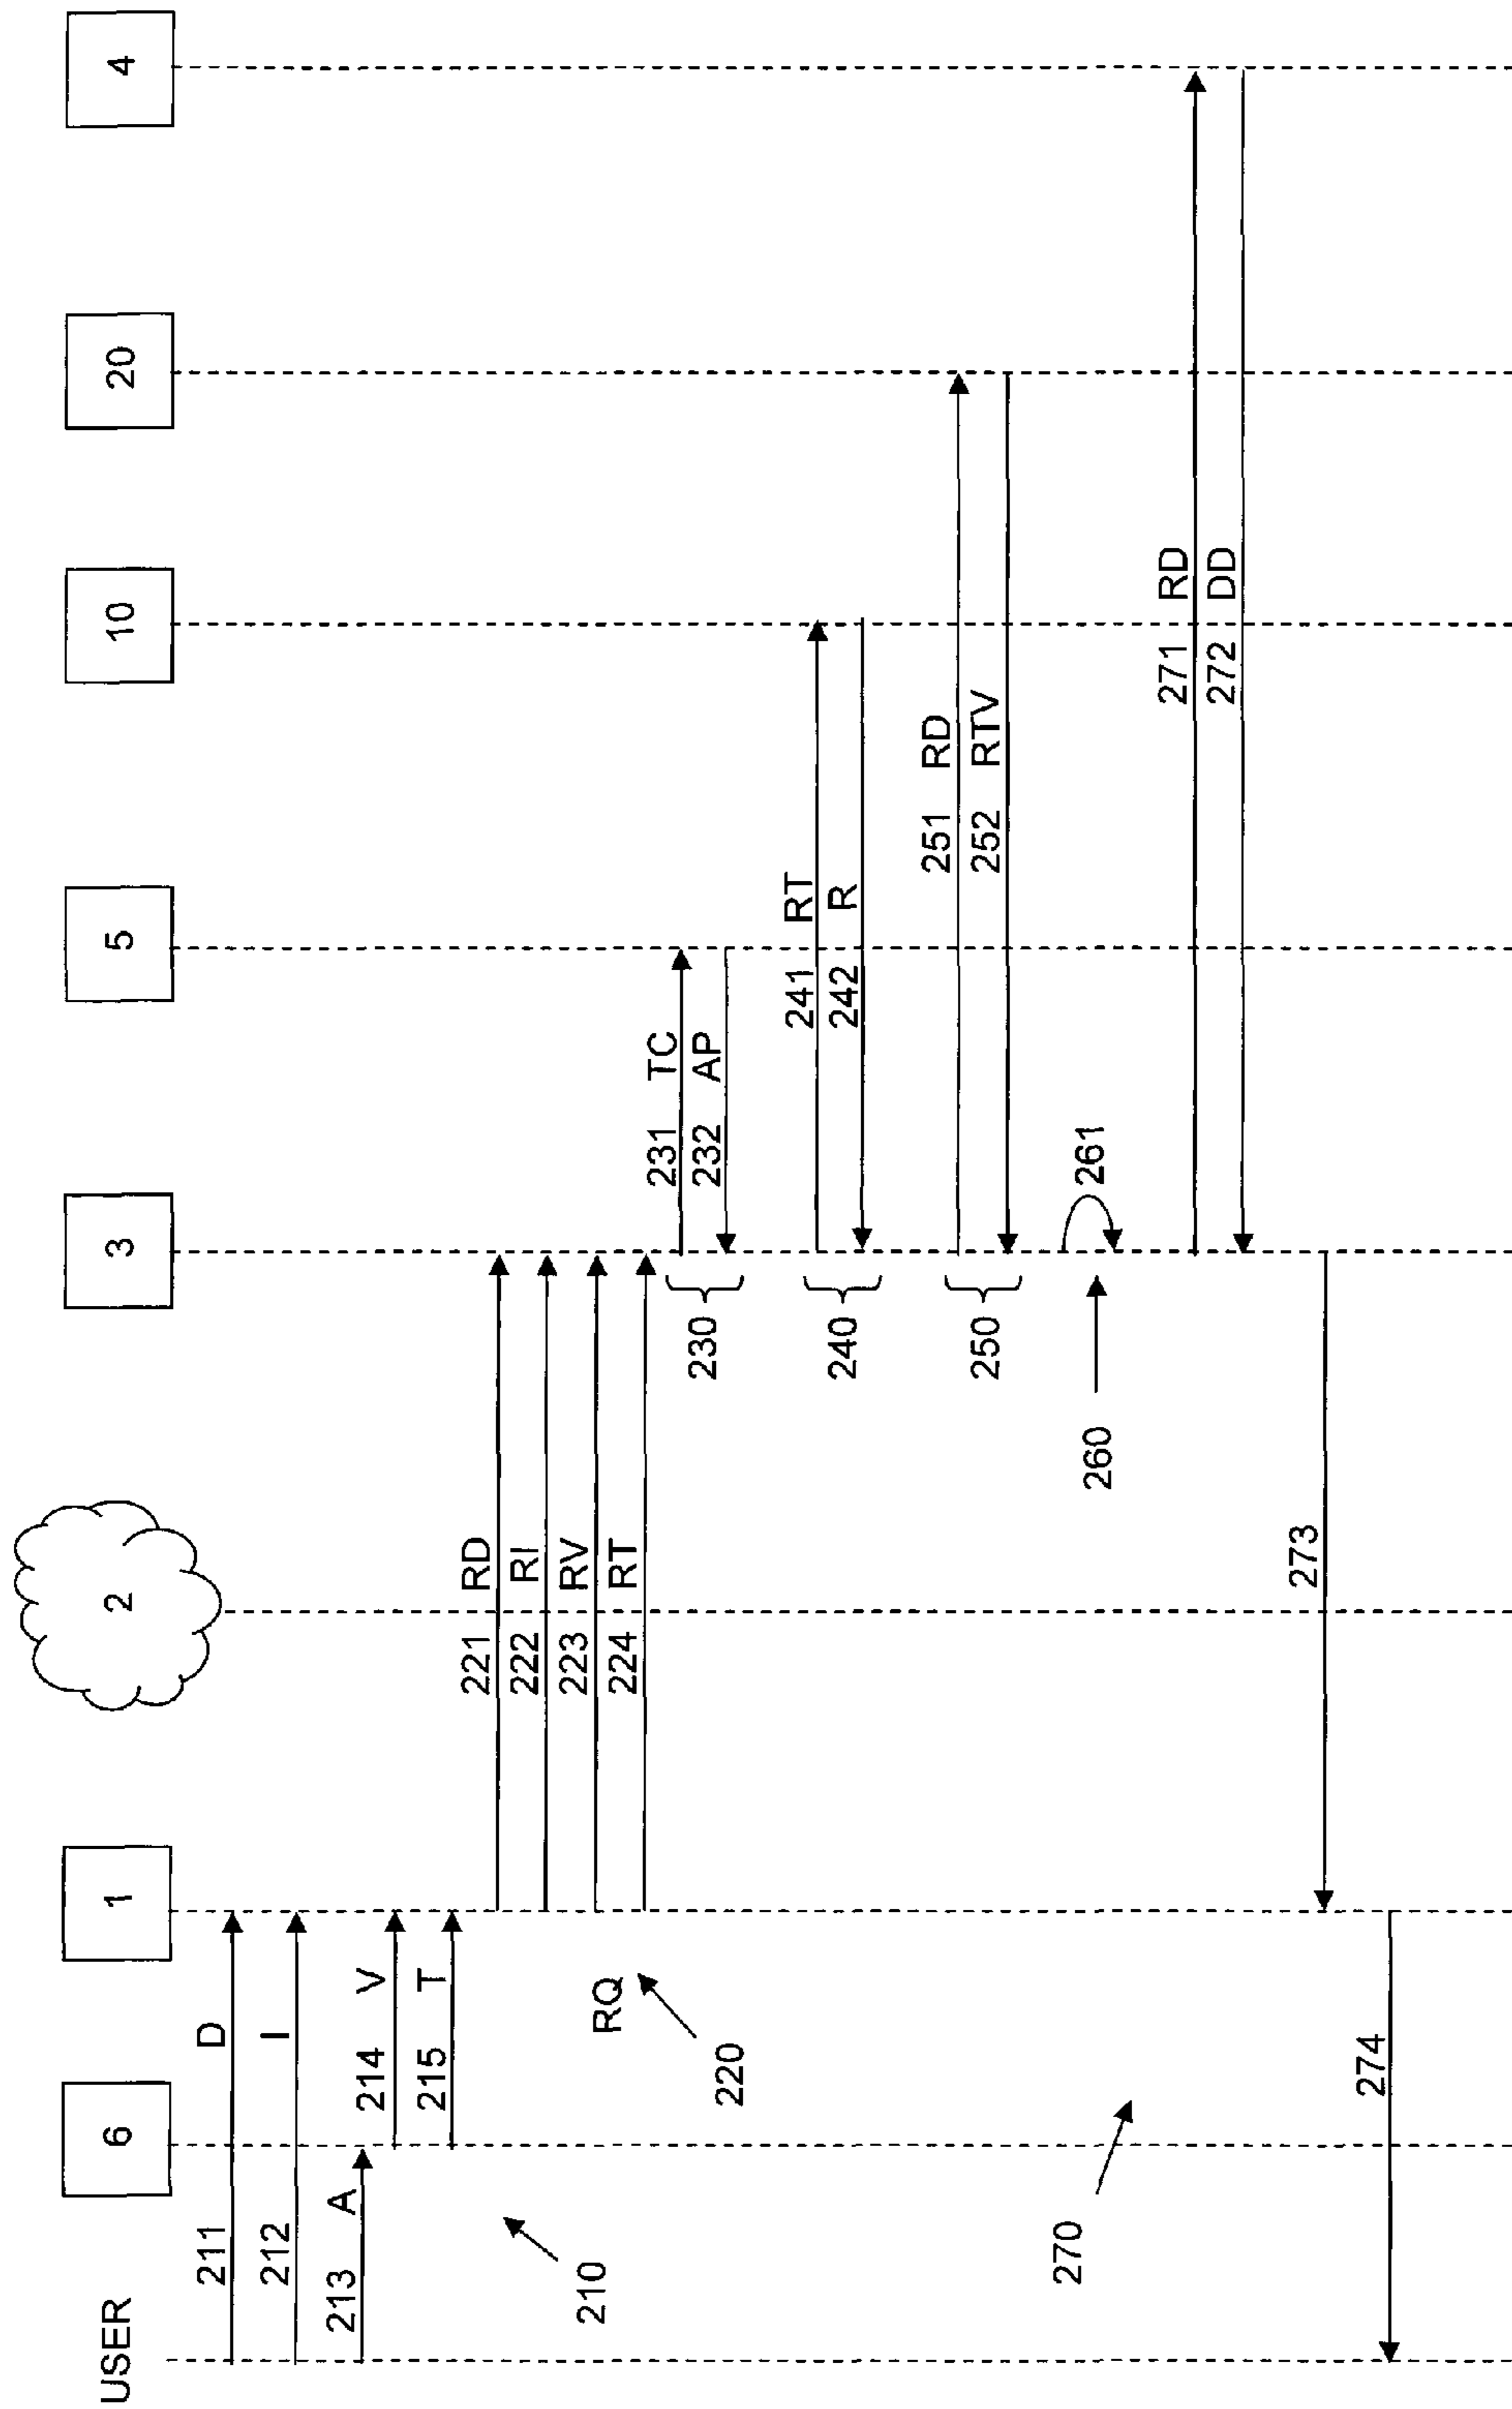 USER
6
1
2
3
5
10
20
4
211 D
212 I
213 A
214 V
215 T
210
221 RD
222 RI
223 RV
224 RT
RQ
220
231 TC
232 AP
230
241 RT
242 R
240
251 RD
252 RTV
250
261
260
271 RD
272 DD
270
273
274